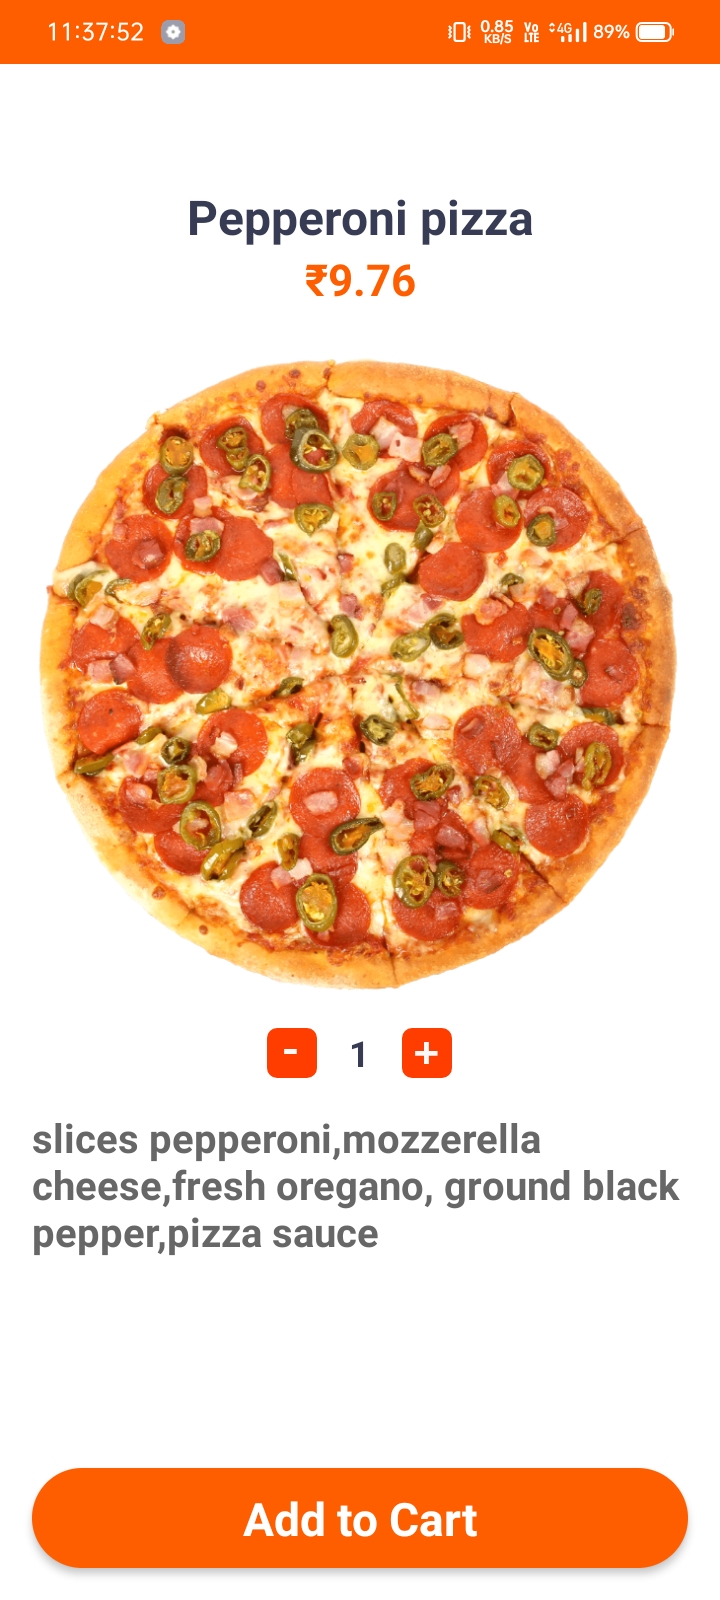 11:37:52
0.85 KB/S Vo LTE 4G 89%
Pepperoni pizza
₹9.76
- 1 +
slices pepperoni,mozzerella
cheese,fresh oregano, ground black
pepper,pizza sauce
Add to Cart